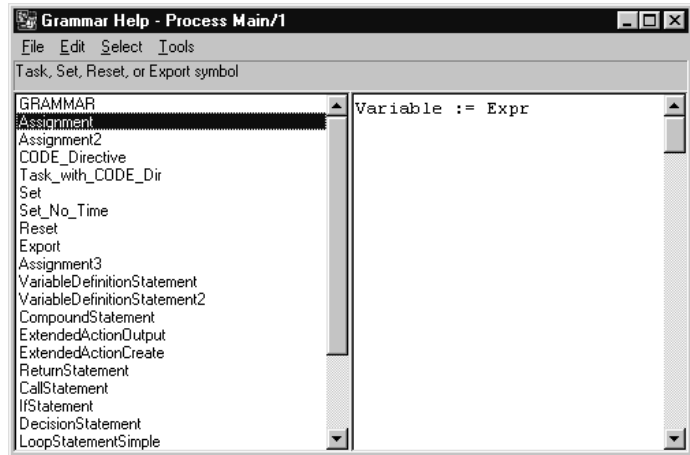 Grammar Help - Process Main/1
File Edit Select Tools
Task, Set, Reset, or Export symbol
GRAMMAR
Assignment
Assignment2
CODE_Directive
Task_with_CODE_Dir
Set
Set_No_Time
Reset
Export
Assignment3
VariableDefinitionStatement
VariableDefinitionStatement2
CompoundStatement
ExtendedActionOutput
ExtendedActionCreate
ReturnStatement
CallStatement
IfStatement
DecisionStatement
LoopStatementSimple
Variable := Expr